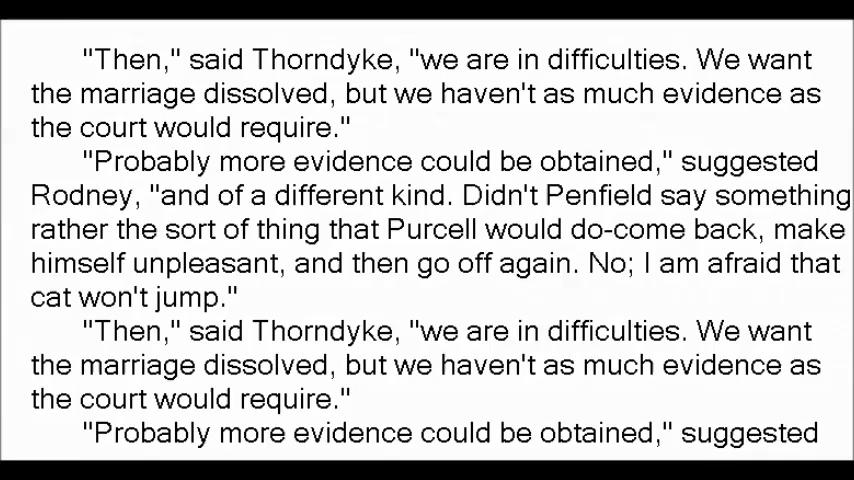 "Then," said Thorndyke, "we are in difficulties. We want
the marriage dissolved, but we haven't as much evidence as
the court would require."
"Probably more evidence could be obtained," suggested
Rodney, "and of a different kind. Didn't Penfield say something
rather the sort of thing that Purcell would do-come back, make
himself unpleasant, and then go off again. No; I am afraid that
cat won't jump."
"Then," said Thorndyke, "we are in difficulties. We want
the marriage dissolved, but we haven't as much evidence as
the court would require."
"Probably more evidence could be obtained," suggested